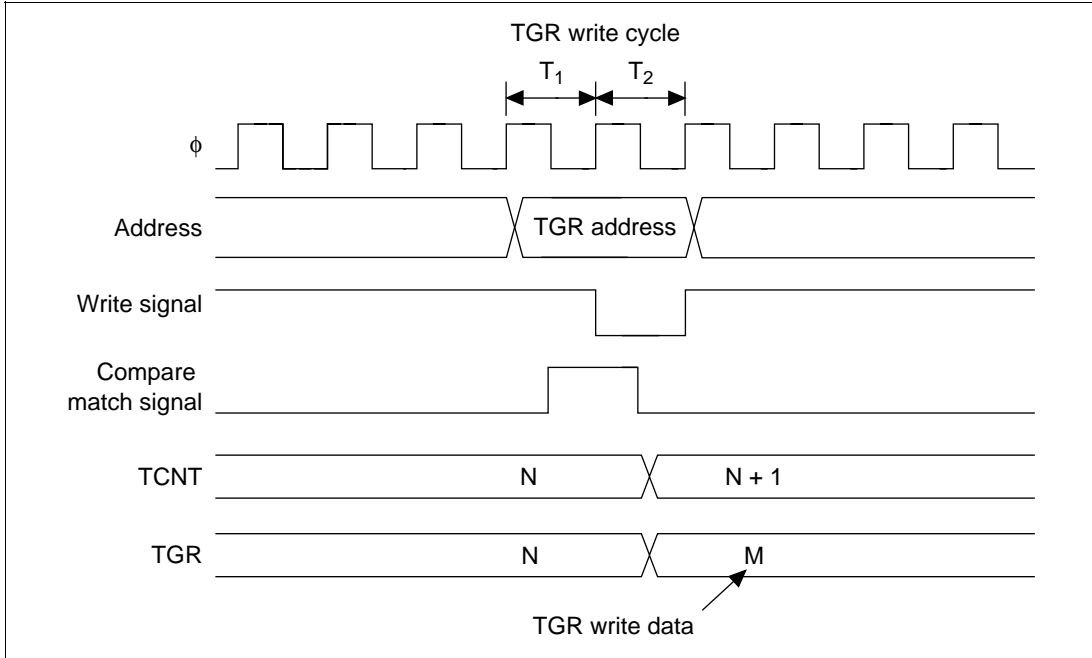 TGR write cycle
T1 T2
ϕ
Address TGR address
Write signal
Compare
match signal
TCNT N N + 1
TGR N M
TGR write data